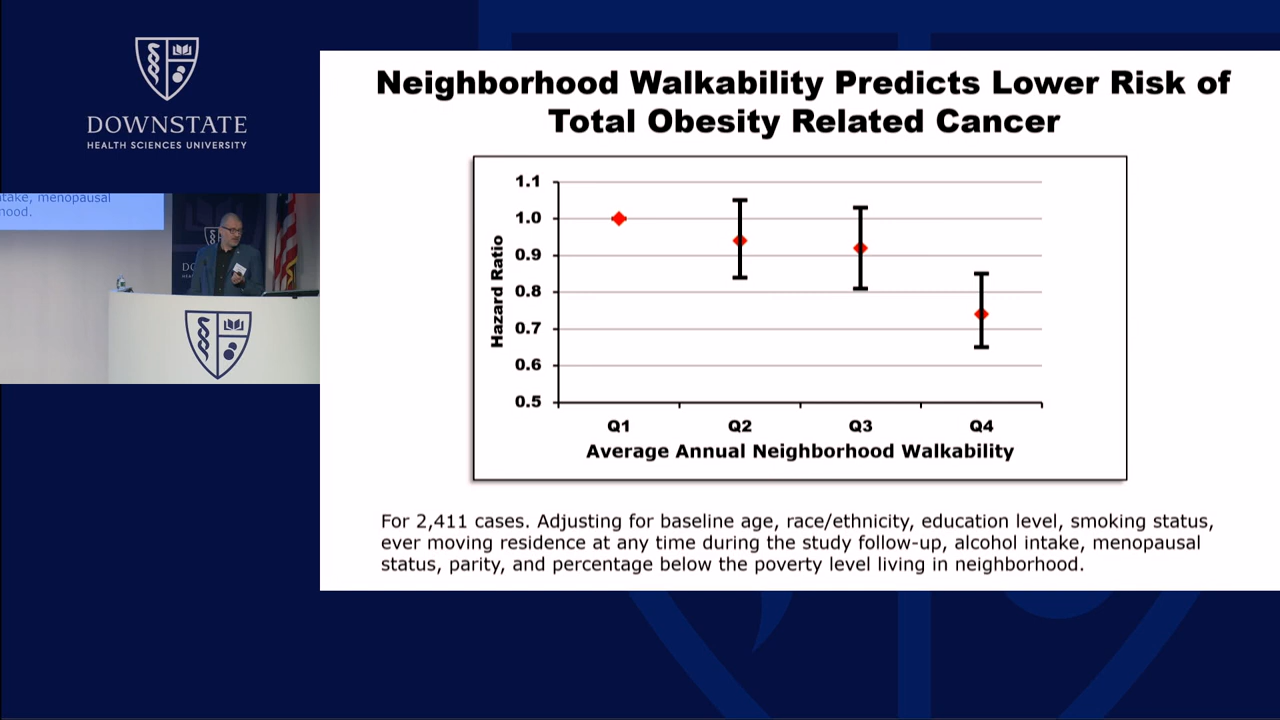 DOWNSTATE
HEALTH SCIENCES UNIVERSITY
Neighborhood Walkability Predicts Lower Risk of
Total Obesity Related Cancer
1.1
1.0
0.9
0.8
0.7
0.6
0.5
Hazard Ratio
Q1 Q2 Q3 Q4
Average Annual Neighborhood Walkability
For 2,411 cases. Adjusting for baseline age, race/ethnicity, education level, smoking status,
ever moving residence at any time during the study follow-up, alcohol intake, menopausal
status, parity, and percentage below the poverty level living in neighborhood.
menopausal